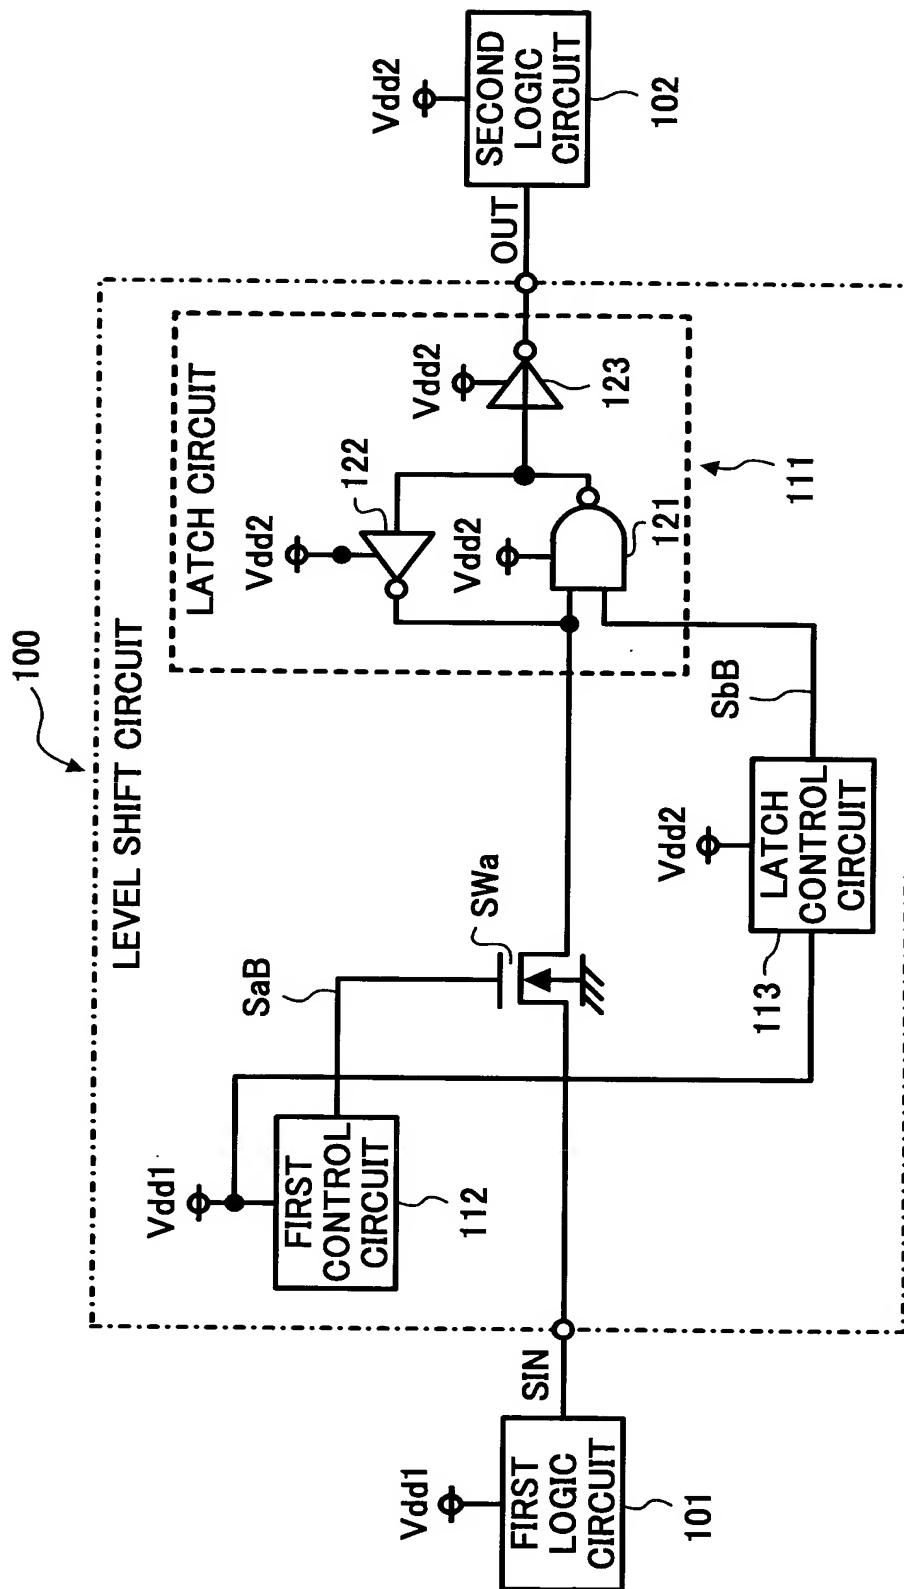 100
LEVEL SHIFT CIRCUIT
LATCH CIRCUIT
Vdd2
122
Vdd2
123
Vdd2
121
111
OUT
Vdd2
SECOND
LOGIC
CIRCUIT
102
Vdd1
FIRST
CONTROL
CIRCUIT
112
SaB
SWa
Vdd2
LATCH
CONTROL
CIRCUIT
113
SbB
Vdd1
FIRST
LOGIC
CIRCUIT
101
SIN